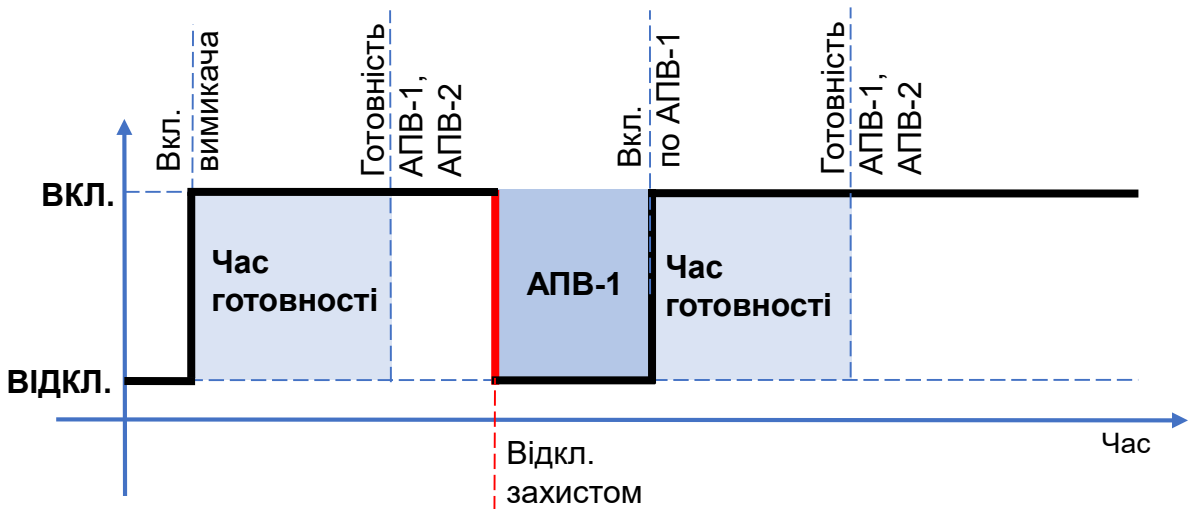 Вкл.
вимикача
Готовність
АПВ-1,
АПВ-2
Вкл.
по АПВ-1
Готовність
АПВ-1,
АПВ-2
ВКЛ.
Час
готовності
АПВ-1
Час
готовності
ВІДКЛ.
Час
Відкл.
захистом